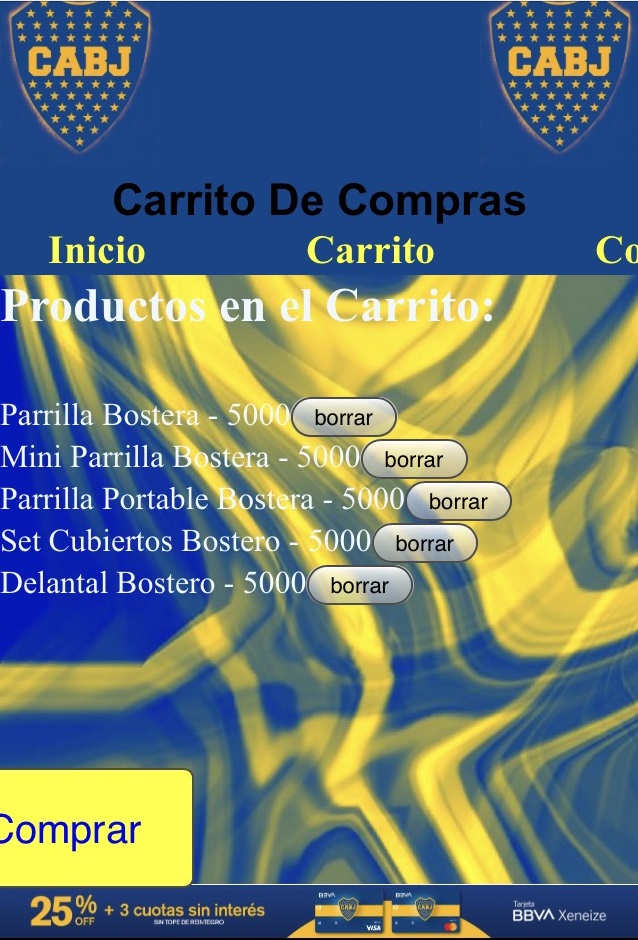 CABJ CABJ
Carrito De Compras
Inicio Carrito Co
Productos en el Carrito:
Parrilla Bostera - 5000 borrar
Mini Parrilla Bostera - 5000 borrar
Parrilla Portable Bostera - 5000 borrar
Set Cubiertos Bostero - 5000 borrar
Delantal Bostero - 5000 borrar
Comprar
25% OFF + 3 cuotas sin interés
SIN TOPE DE REINTEGRO
BBVA BBVA
VISA
Tarjeta
BBVA Xeneize